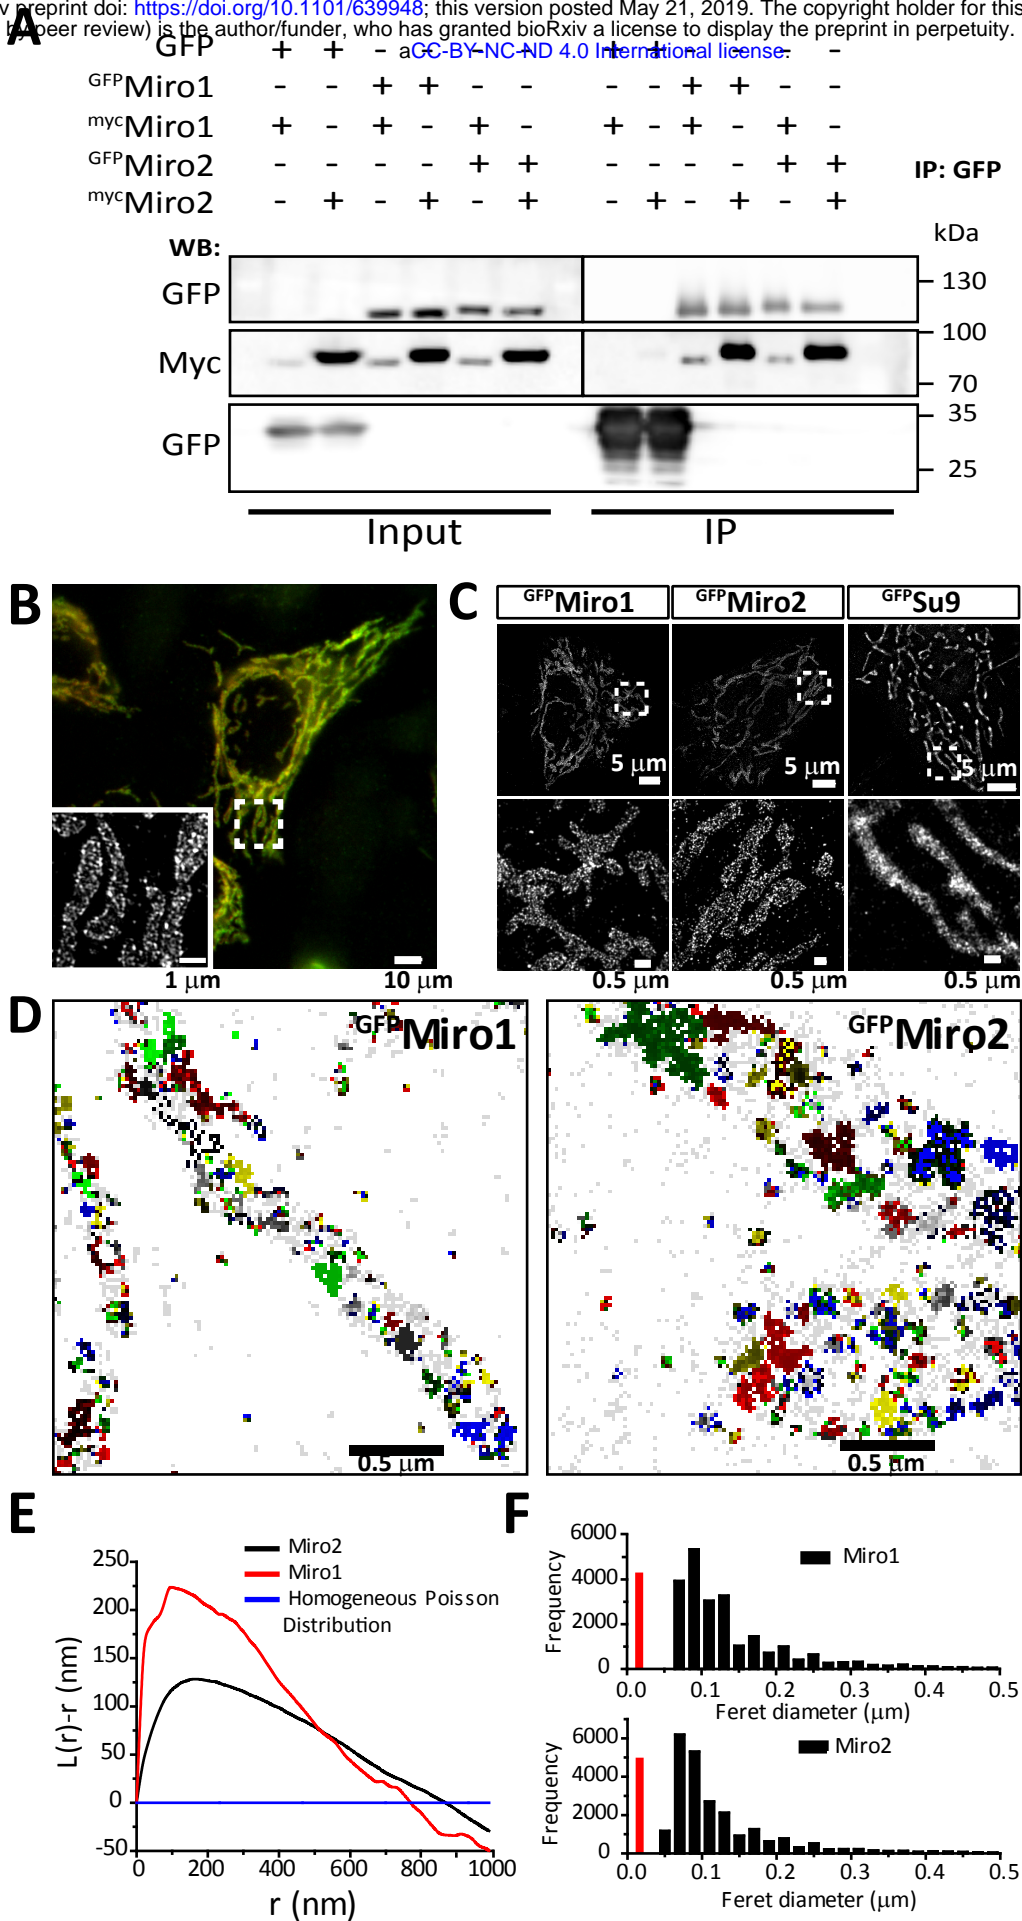 v preprint doi: https://doi.org/10.1101/639948; this version posted May 21, 2019. The copyright holder for this
by peer review) is the author/funder, who has granted bioRxiv a license to display the preprint in perpetuity.
aCC-BY-NC-ND 4.0 International license.
A
GFP + + - - - - + + - - - -
GFPMiro1 - - + + - - - - + + - -
mycMiro1 + - + - + - + - + - + -
GFPMiro2 - - - - + + - - - - + +
IP: GFP
mycMiro2 - + - + - + - + - + - +
WB:
kDa
GFP
130
100
Myc
70
35
GFP
25
Input
IP
B
1 µm
10 µm
C
GFPMiro1
GFPMiro2
GFPSu9
5 µm
5 µm
5 µm
0.5 µm
0.5 µm
0.5 µm
D
GFPMiro1
0.5 µm
GFPMiro2
0.5 µm
E
Miro2
Miro1
Homogeneous Poisson
Distribution
250
200
150
100
50
0
-50
L(r)-r (nm)
0 200 400 600 800 1000
r (nm)
F
6000
4000
2000
0
Frequency
Miro1
0.0 0.1 0.2 0.3 0.4 0.5
Feret diameter (µm)
6000
4000
2000
0
Frequency
Miro2
0.0 0.1 0.2 0.3 0.4 0.5
Feret diameter (µm)